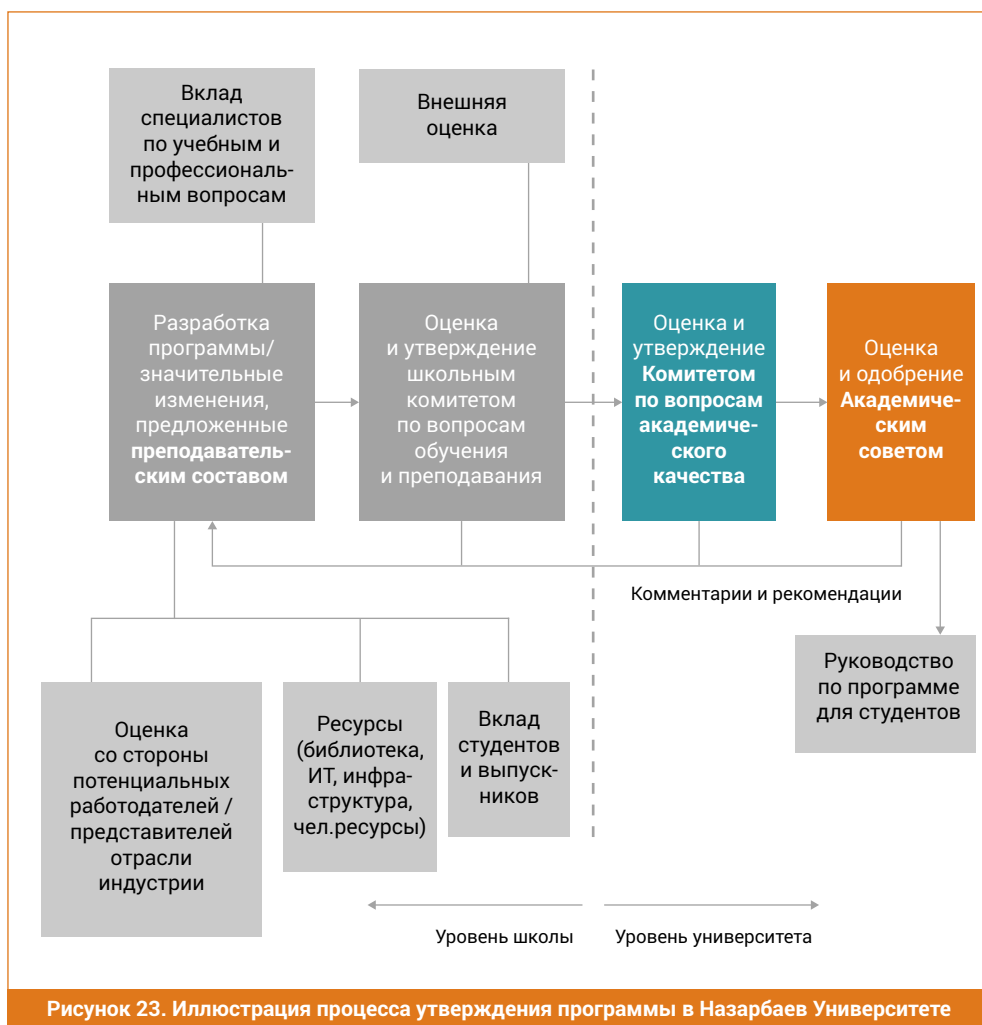 Вклад
специалистов
по учебным и
профессиональ-
ным вопросам
Внешняя
оценка
Разработка
программы/
значительные
изменения,
предложенные
преподаватель-
ским составом
Оценка
и утверждение
школьным
комитетом
по вопросам
обучения
и преподавания
Оценка и
утверждение
Комитетом
по вопросам
академиче-
ского
качества
Оценка
и одобрение
Академиче-
ским
советом
Комментарии и рекомендации
Оценка
со стороны
потенциальных
работодателей /
представителей
отрасли
индустрии
Ресурсы
(библиотека,
ИТ, инфра-
структура,
чел.ресурсы)
Вклад
студентов
и выпуск-
ников
Руководство
по программе
для студентов
Уровень школы
Уровень университета
Рисунок 23. Иллюстрация процесса утверждения программы в Назарбаев Университете